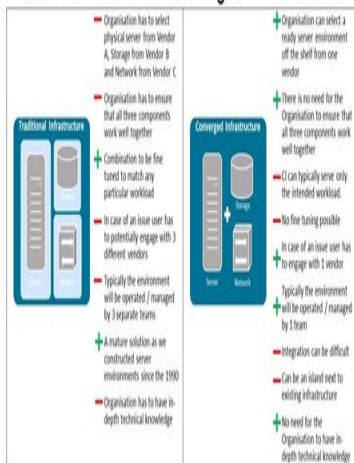 Organisation has to select
physical server from Vendor
A, Storage from Vendor B
and Network from Vendor C
Organisation has to ensure
that all three components
work well together
Combination to be fine
tuned to match any
particular workload
In case of an issue user has
to potentially engage with 3
different vendors
Typically the environment
will be operated / managed
by 3 separate teams
A mature solution as we
constructed server
environments since the 1990
Organisation has to have in-
depth technical knowledge
Traditional Infrastructure
Organisation can select a
ready server environment
off the shelf from one
vendor
There is no need for the
Organisation to ensure that
all three components work
well together
CI can typically serve only
the intended workload.
No fine tuning possible
In case of an issue user has
to engage with 1 vendor
Typically the environment
will be operated / managed
by 1 team
Integration can be difficult
Can be an island next to
existing infrastructure
No need for the
Organisation to have in-
depth technical knowledge
Converged Infrastructure
Storage
Server
Network